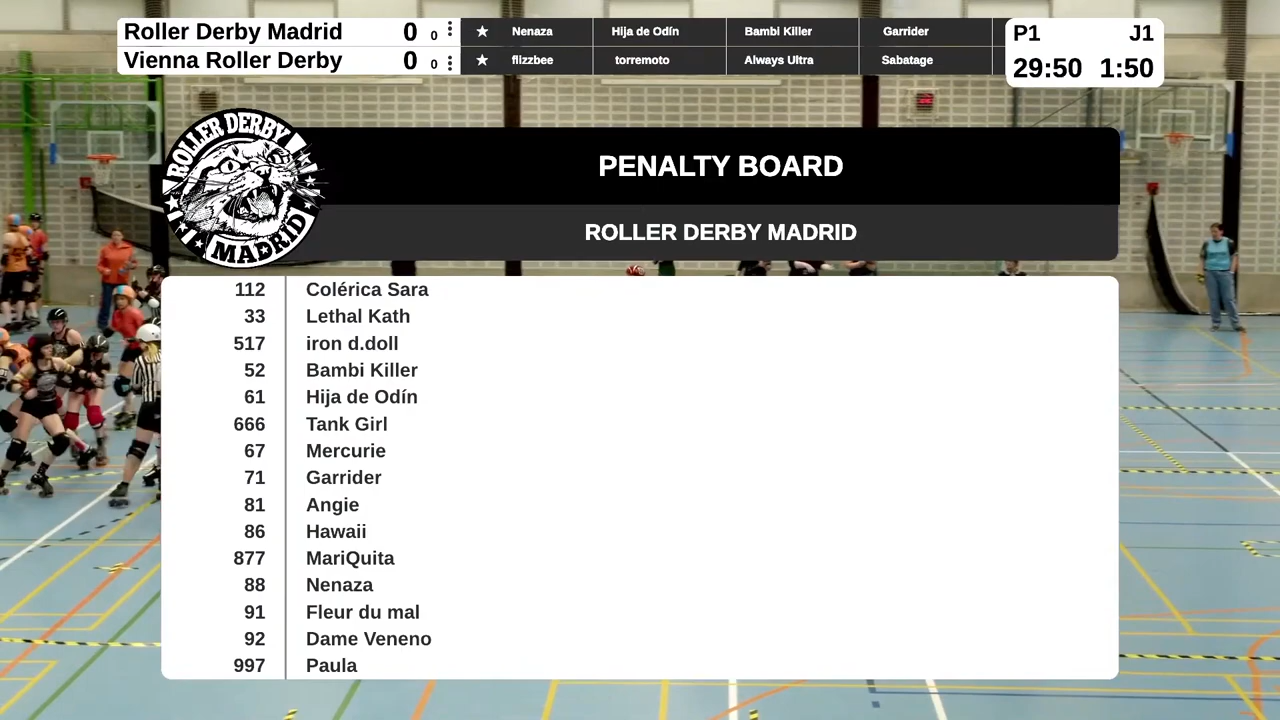 Roller Derby Madrid 0 0 ★ Nenaza Hija de Odín Bambi Killer Garrider P1 J1
Vienna Roller Derby 0 0 ★ flizzbee torremoto Always Ultra Sabatage 29:50 1:50
ROLLER DERBY
MADRID
PENALTY BOARD
ROLLER DERBY MADRID
112 Colérica Sara
33 Lethal Kath
517 iron d.doll
52 Bambi Killer
61 Hija de Odín
666 Tank Girl
67 Mercurie
71 Garrider
81 Angie
86 Hawaii
877 MariQuita
88 Nenaza
91 Fleur du mal
92 Dame Veneno
997 Paula